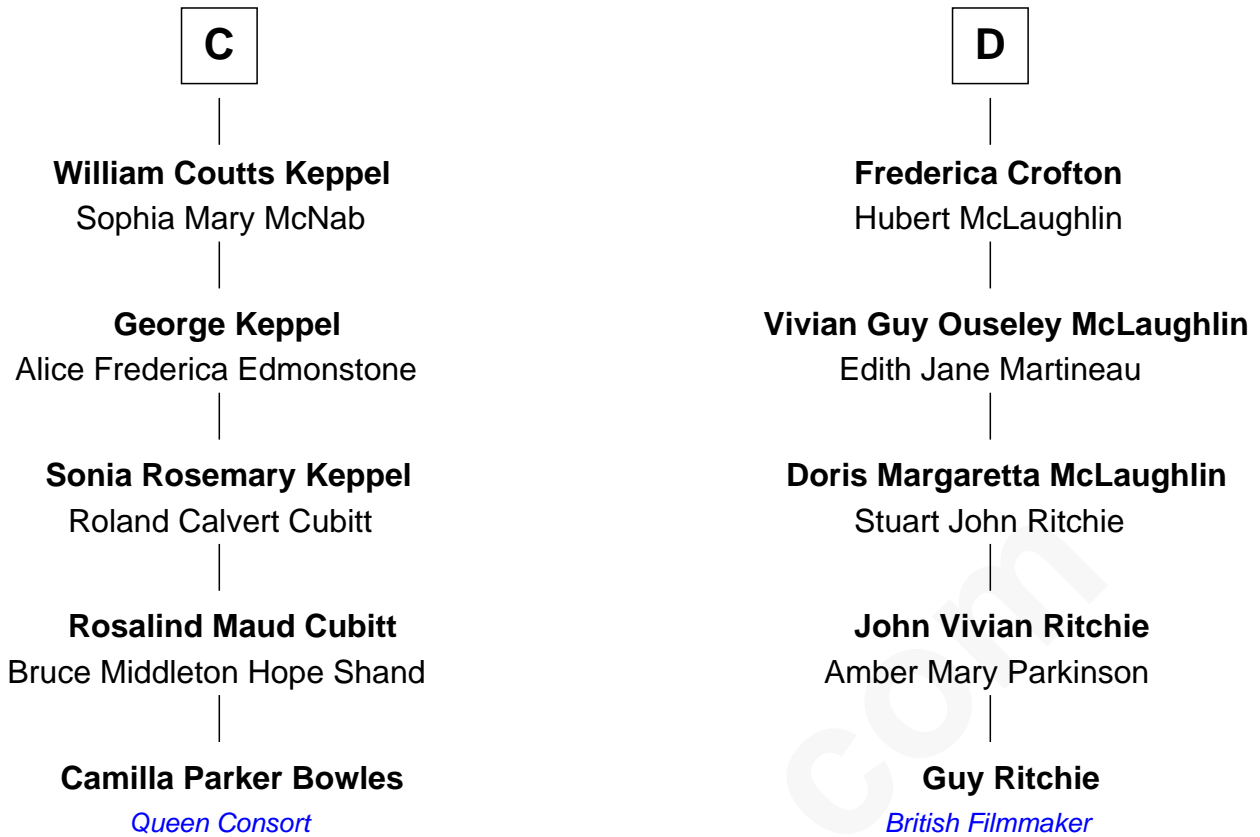 C
William Coutts Keppel
Sophia Mary McNab
George Keppel
Alice Frederica Edmonstone
Sonia Rosemary Keppel
Roland Calvert Cubitt
Rosalind Maud Cubitt
Bruce Middleton Hope Shand
Camilla Parker Bowles
Queen Consort
D
Frederica Crofton
Hubert McLaughlin
Vivian Guy Ouseley McLaughlin
Edith Jane Martineau
Doris Margaretta McLaughlin
Stuart John Ritchie
John Vivian Ritchie
Amber Mary Parkinson
Guy Ritchie
British Filmmaker
com